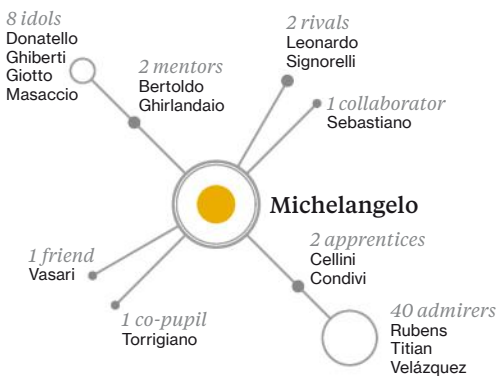 8 idols
Donatello
Ghiberti
Giotto
Masaccio
2 mentors
Bertoldo
Ghirlandaio
2 rivals
Leonardo
Signorelli
1 collaborator
Sebastiano
Michelangelo
1 friend
Vasari
1 co-pupil
Torrigiano
2 apprentices
Cellini
Condivi
40 admirers
Rubens
Titian
Velázquez